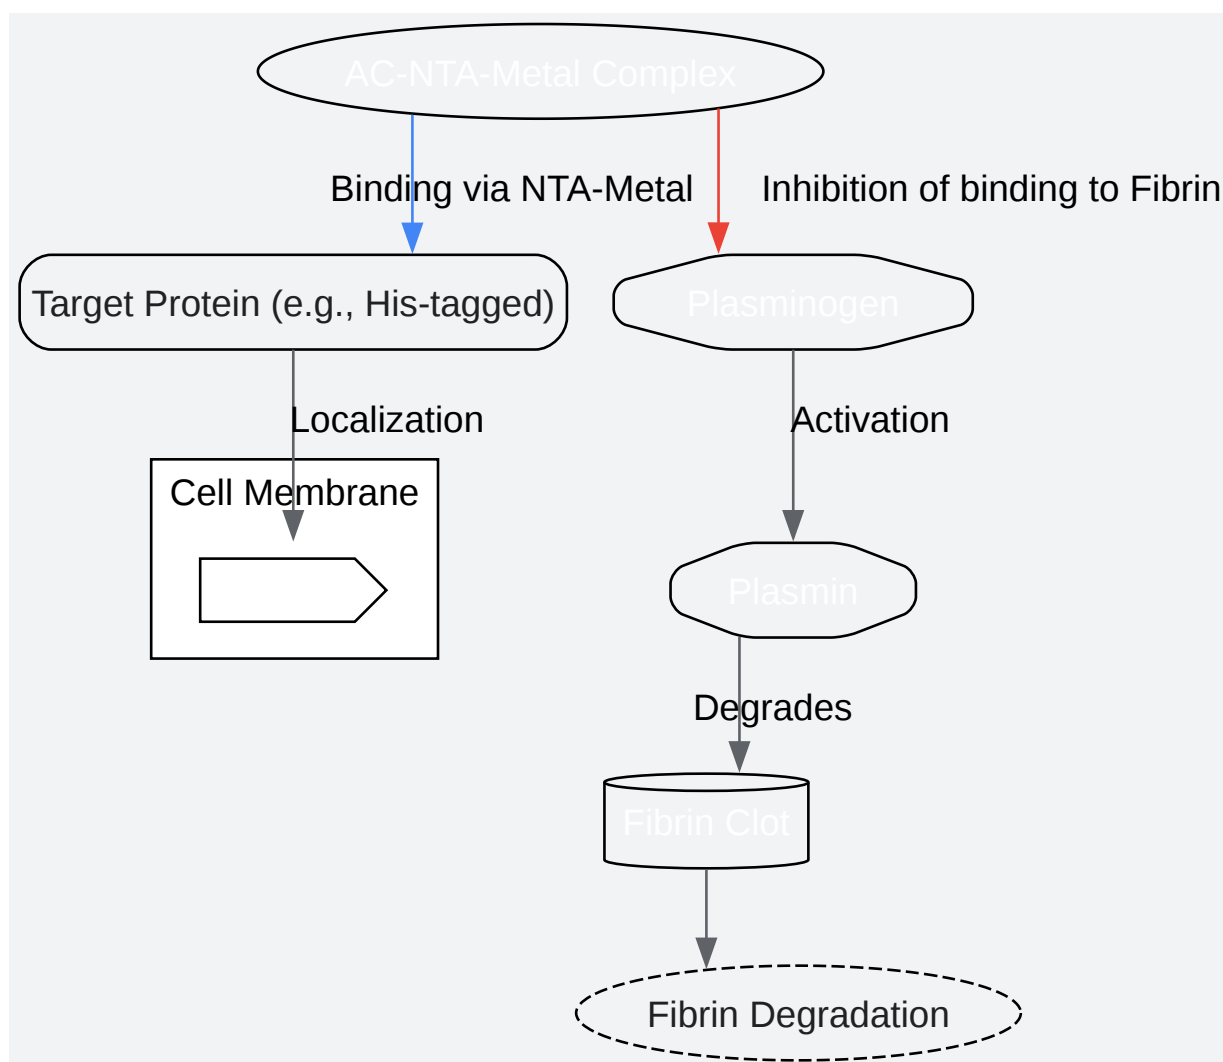 AC-NTA-Metal Complex
Binding via NTA-Metal
Inhibition of binding to Fibrin
Target Protein (e.g., His-tagged)
Plasminogen
Localization
Activation
Cell Membrane
Plasmin
Degrades
Fibrin Clot
Fibrin Degradation